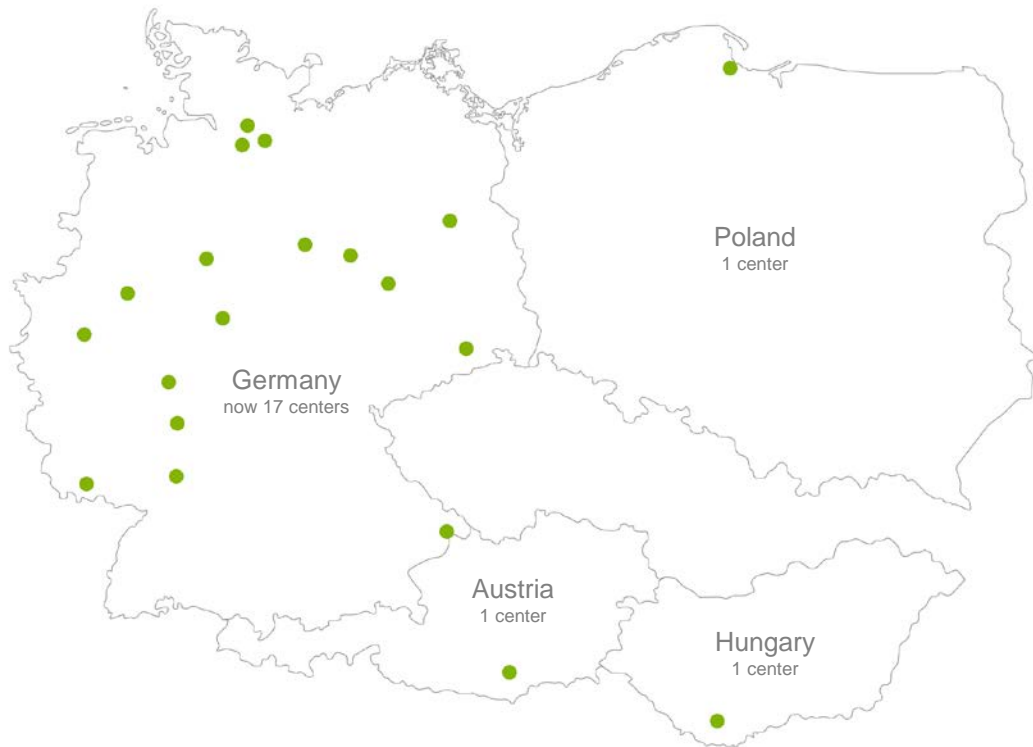 Poland
1 center
Germany
now 17 centers
Austria
1 center
Hungary
1 center